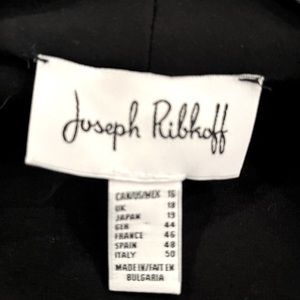 Joseph Ribkoff
CAN/US/MEX 16
UK 18
JAPAN 19
GER 44
FRANCE 46
SPAIN 48
ITALY 50
MADE IN/FAIT EN
BULGARIA